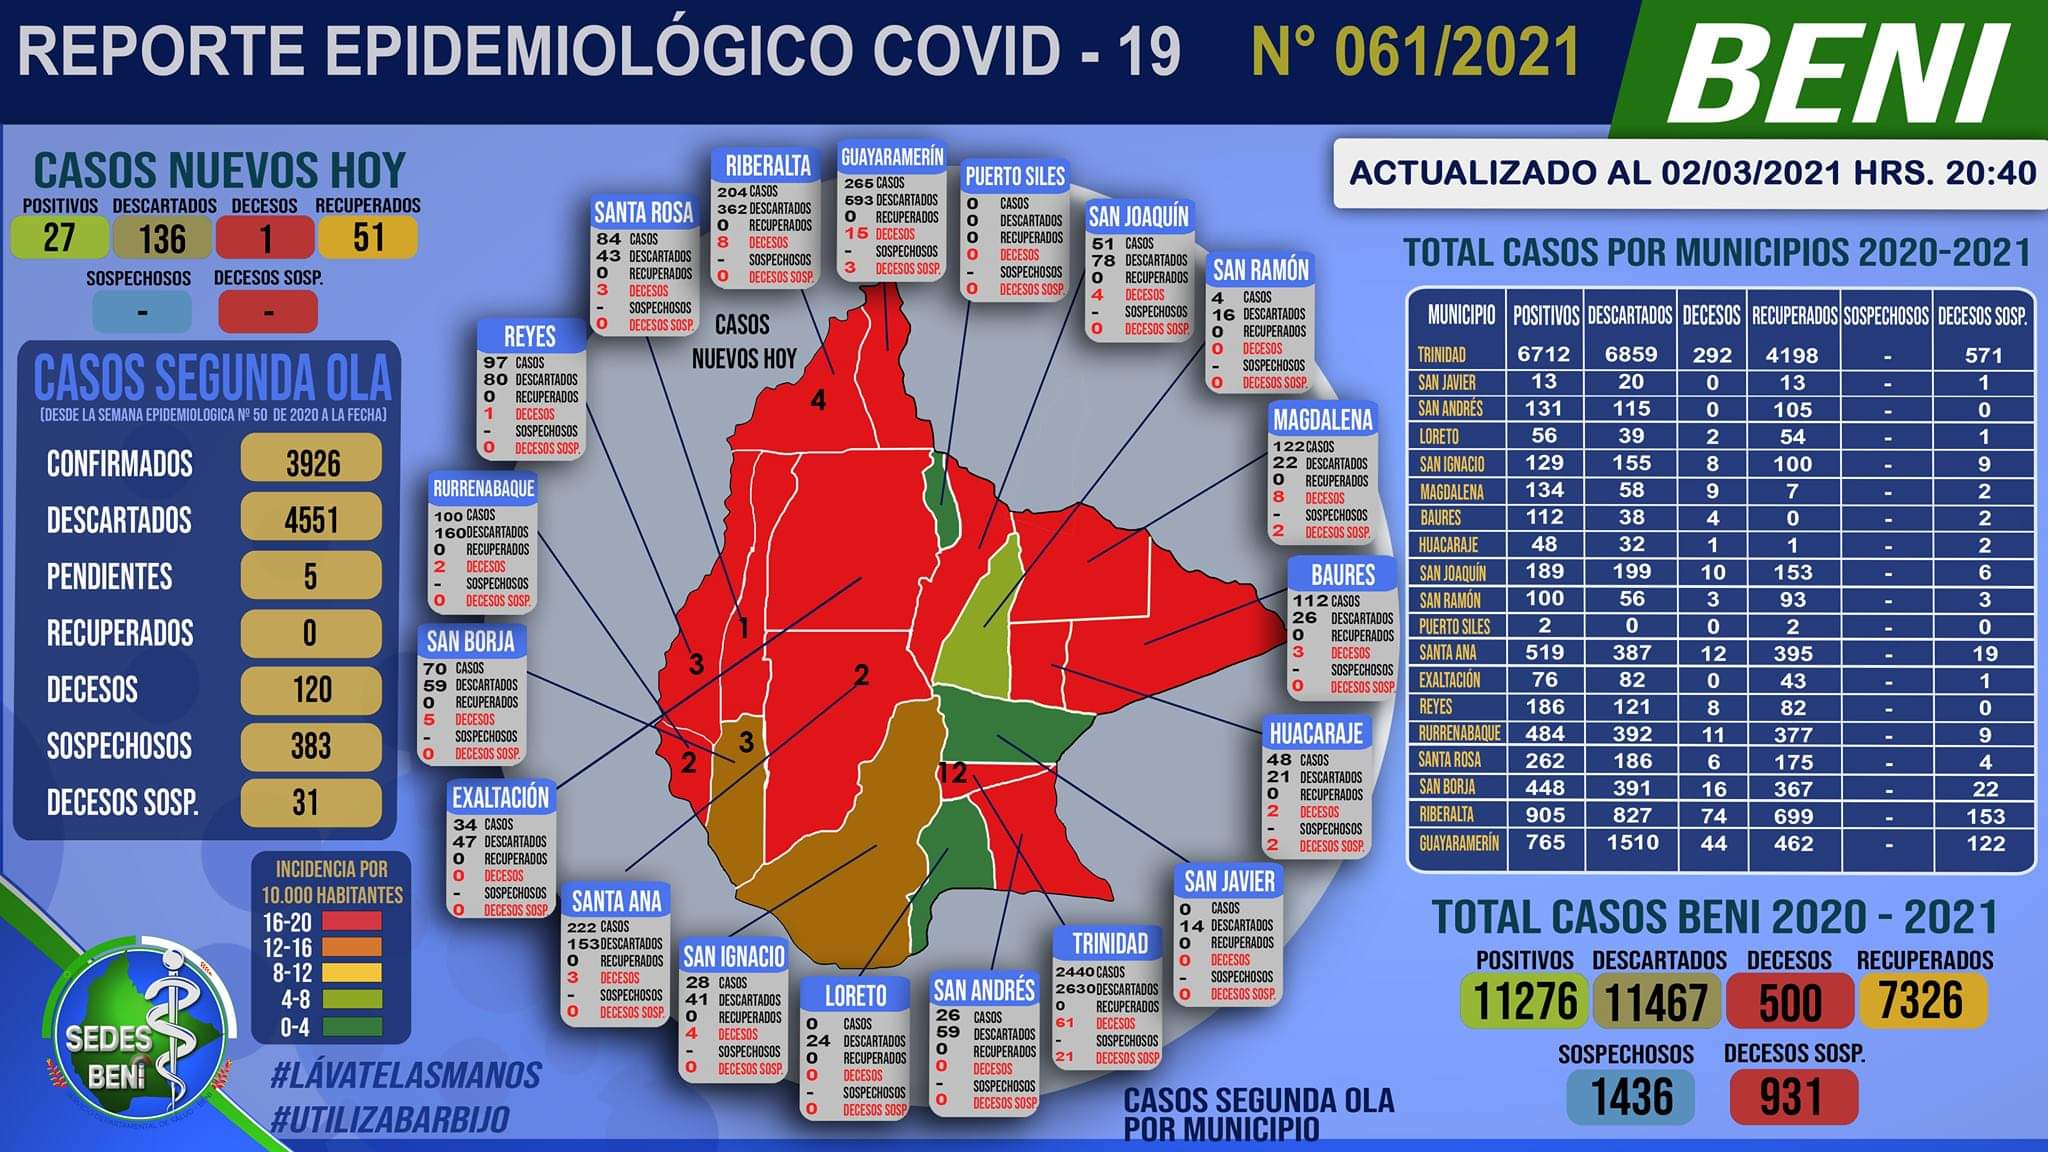 REPORTE EPIDEMIOLÓGICO COVID - 19 N° 061/2021
BENI
ACTUALIZADO AL 02/03/2021 HRS. 20:40
CASOS NUEVOS HOY
POSITIVOS DESCARTADOS DECESOS RECUPERADOS
27 136 1 51
SOSPECHOSOS DECESOS SOSP.
- -
CASOS SEGUNDA OLA
(DESDE LA SEMANA EPIDEMIOLOGICA Nº 50 DE 2020 A LA FECHA)
CONFIRMADOS 3926
DESCARTADOS 4551
PENDIENTES 5
RECUPERADOS 0
DECESOS 120
SOSPECHOSOS 383
DECESOS SOSP. 31
INCIDENCIA POR
10.000 HABITANTES
16-20
12-16
8-12
4-8
0-4
SEDES
BENI
#LÁVATELASMANOS
#UTILIZABARBIJO
CASOS
NUEVOS HOY
4
1
3
2
2
3
12
RIBERALTA
204 CASOS
362 DESCARTADOS
0 RECUPERADOS
8 DECESOS
- SOSPECHOSOS
0 DECESOS SOSP.
GUAYARAMERÍN
265 CASOS
593 DESCARTADOS
0 RECUPERADOS
15 DECESOS
- SOSPECHOSOS
3 DECESOS SOSP.
PUERTO SILES
0 CASOS
0 DESCARTADOS
0 RECUPERADOS
0 DECESOS
- SOSPECHOSOS
0 DECESOS SOSP.
SAN JOAQUÍN
51 CASOS
78 DESCARTADOS
0 RECUPERADOS
4 DECESOS
- SOSPECHOSOS
0 DECESOS SOSP.
SAN RAMÓN
4 CASOS
16 DESCARTADOS
0 RECUPERADOS
0 DECESOS
- SOSPECHOSOS
0 DECESOS SOSP.
MAGDALENA
122 CASOS
22 DESCARTADOS
0 RECUPERADOS
8 DECESOS
- SOSPECHOSOS
2 DECESOS SOSP.
BAURES
112 CASOS
26 DESCARTADOS
0 RECUPERADOS
3 DECESOS
- SOSPECHOSOS
0 DECESOS SOSP.
HUACARAJE
48 CASOS
21 DESCARTADOS
0 RECUPERADOS
2 DECESOS
- SOSPECHOSOS
2 DECESOS SOSP.
SAN JAVIER
0 CASOS
14 DESCARTADOS
0 RECUPERADOS
0 DECESOS
- SOSPECHOSOS
0 DECESOS SOSP.
TRINIDAD
2440 CASOS
2630 DESCARTADOS
0 RECUPERADOS
61 DECESOS
- SOSPECHOSOS
21 DECESOS SOSP
SAN ANDRÉS
26 CASOS
59 DESCARTADOS
0 RECUPERADOS
0 DECESOS
- SOSPECHOSOS
0 DECESOS SOSP.
LORETO
0 CASOS
24 DESCARTADOS
0 RECUPERADOS
0 DECESOS
- SOSPECHOSOS
0 DECESOS SOSP
SAN IGNACIO
28 CASOS
41 DESCARTADOS
0 RECUPERADOS
4 DECESOS
- SOSPECHOSOS
0 DECESOS SOSP.
SANTA ANA
222 CASOS
153 DESCARTADOS
0 RECUPERADOS
3 DECESOS
- SOSPECHOSOS
0 DECESOS SOSP.
EXALTACIÓN
34 CASOS
47 DESCARTADOS
0 RECUPERADOS
0 DECESOS
- SOSPECHOSOS
0 DECESOS SOSP.
SAN BORJA
70 CASOS
59 DESCARTADOS
0 RECUPERADOS
5 DECESOS
- SOSPECHOSOS
0 DECESOS SOSP.
RURRENABAQUE
100 CASOS
160 DESCARTADOS
0 RECUPERADOS
2 DECESOS
- SOSPECHOSOS
0 DECESOS SOSP.
REYES
97 CASOS
80 DESCARTADOS
0 RECUPERADOS
1 DECESOS
- SOSPECHOSOS
0 DECESOS SOSP.
SANTA ROSA
84 CASOS
43 DESCARTADOS
0 RECUPERADOS
3 DECESOS
- SOSPECHOSOS
0 DECESOS SOSP.
CASOS SEGUNDA OLA
POR MUNICIPIO
TOTAL CASOS POR MUNICIPIOS 2020-2021
MUNICIPIO POSITIVOS DESCARTADOS DECESOS RECUPERADOS SOSPECHOSOS DECESOS SOSP.
TRINIDAD 6712 6859 292 4198 - 571
SAN JAVIER 13 20 0 13 - 1
SAN ANDRÉS 131 115 0 105 - 0
LORETO 56 39 2 54 - 1
SAN IGNACIO 129 155 8 100 - 9
MAGDALENA 134 58 9 7 - 2
BAURES 112 38 4 0 - 2
HUACARAJE 48 32 1 1 - 2
SAN JOAQUÍN 189 199 10 153 - 6
SAN RAMÓN 100 56 3 93 - 3
PUERTO SILES 2 0 0 2 - 0
SANTA ANA 519 387 12 395 - 19
EXALTACIÓN 76 82 0 43 - 1
REYES 186 121 8 82 - 0
RURRENABAQUE 484 392 11 377 - 9
SANTA ROSA 262 186 6 175 - 4
SAN BORJA 448 391 16 367 - 22
RIBERALTA 905 827 74 699 - 153
GUAYARAMERÍN 765 1510 44 462 - 122
TOTAL CASOS BENI 2020 - 2021
POSITIVOS DESCARTADOS DECESOS RECUPERADOS
11276 11467 500 7326
SOSPECHOSOS DECESOS SOSP.
1436 931